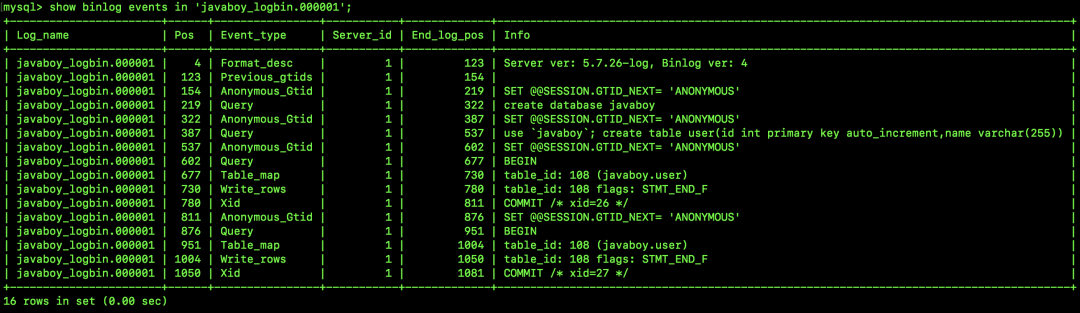 mysql> show binlog events in 'javaboy_logbin.000001';
+-----------------------+------+----------------+-----------+-------------+---------------------------------------------------------------------------------+
| Log_name | Pos | Event_type | Server_id | End_log_pos | Info |
+-----------------------+------+----------------+-----------+-------------+---------------------------------------------------------------------------------+
| javaboy_logbin.000001 | 4 | Format_desc | 1 | 123 | Server ver: 5.7.26-log, Binlog ver: 4 |
| javaboy_logbin.000001 | 123 | Previous_gtids | 1 | 154 | |
| javaboy_logbin.000001 | 154 | Anonymous_Gtid | 1 | 219 | SET @@SESSION.GTID_NEXT= 'ANONYMOUS' |
| javaboy_logbin.000001 | 219 | Query | 1 | 322 | create database javaboy |
| javaboy_logbin.000001 | 322 | Anonymous_Gtid | 1 | 387 | SET @@SESSION.GTID_NEXT= 'ANONYMOUS' |
| javaboy_logbin.000001 | 387 | Query | 1 | 537 | use `javaboy`; create table user(id int primary key auto_increment,name varchar(255)) |
| javaboy_logbin.000001 | 537 | Anonymous_Gtid | 1 | 602 | SET @@SESSION.GTID_NEXT= 'ANONYMOUS' |
| javaboy_logbin.000001 | 602 | Query | 1 | 677 | BEGIN |
| javaboy_logbin.000001 | 677 | Table_map | 1 | 730 | table_id: 108 (javaboy.user) |
| javaboy_logbin.000001 | 730 | Write_rows | 1 | 780 | table_id: 108 flags: STMT_END_F |
| javaboy_logbin.000001 | 780 | Xid | 1 | 811 | COMMIT /* xid=26 */ |
| javaboy_logbin.000001 | 811 | Anonymous_Gtid | 1 | 876 | SET @@SESSION.GTID_NEXT= 'ANONYMOUS' |
| javaboy_logbin.000001 | 876 | Query | 1 | 951 | BEGIN |
| javaboy_logbin.000001 | 951 | Table_map | 1 | 1004 | table_id: 108 (javaboy.user) |
| javaboy_logbin.000001 | 1004 | Write_rows | 1 | 1050 | table_id: 108 flags: STMT_END_F |
| javaboy_logbin.000001 | 1050 | Xid | 1 | 1081 | COMMIT /* xid=27 */ |
+-----------------------+------+----------------+-----------+-------------+---------------------------------------------------------------------------------+
16 rows in set (0.00 sec)